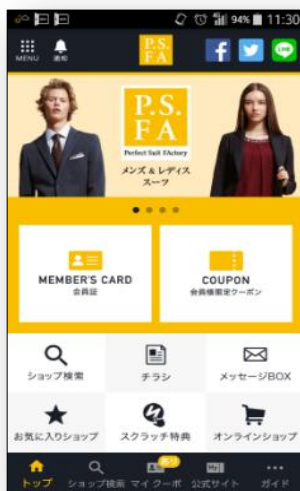 94% 11:30
MENU
通知
P.S.
FA
P.S.
FA
Perfect Suit FActory
メンズ & レディス
スーツ
MEMBER'S CARD
会員証
COUPON
会員様限定クーポン
ショップ検索
チラシ
メッセージBOX
お気に入りショップ
スクラッチ特典
オンラインショップ
トップ
ショップ検索
マイクーポン
公式サイト
ガイド